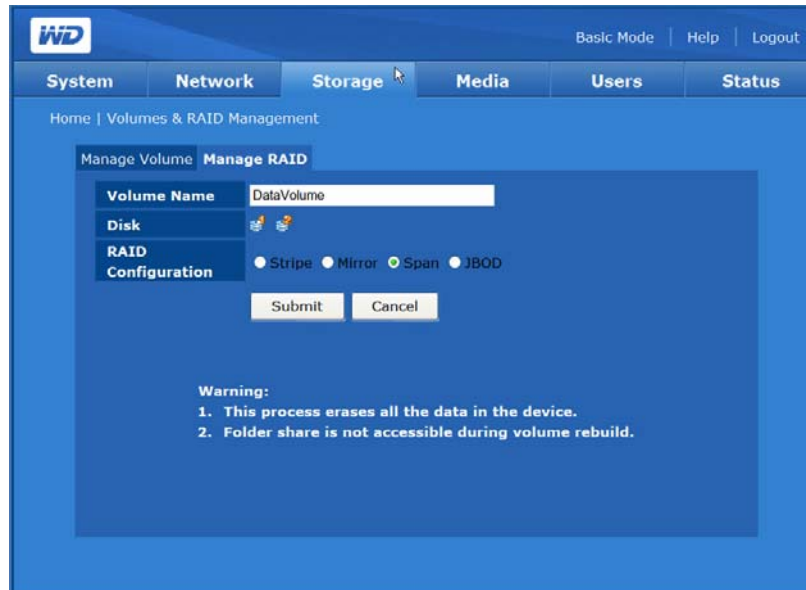 WD
Basic Mode | Help | Logout
System Network Storage Media Users Status
Home | Volumes & RAID Management
Manage Volume Manage RAID
Volume Name DataVolume
Disk
RAID
Configuration Stripe Mirror Span JBOD
Submit Cancel
Warning:
1. This process erases all the data in the device.
2. Folder share is not accessible during volume rebuild.